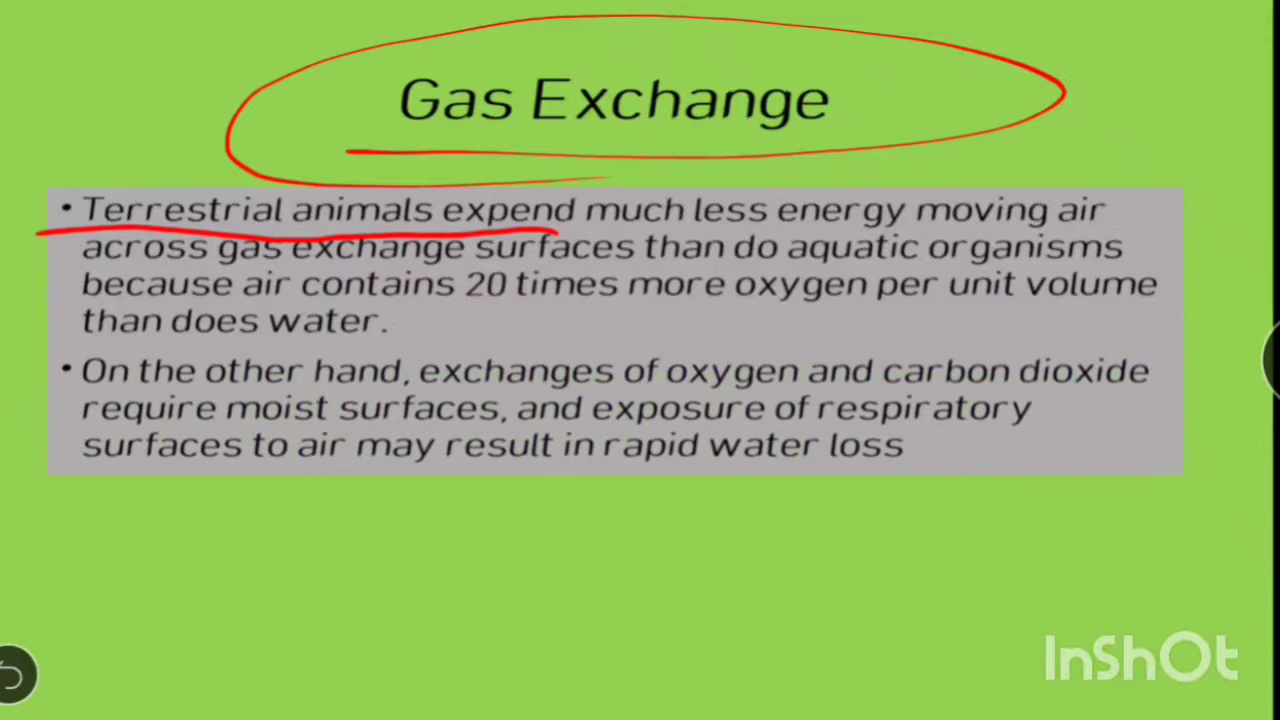 Gas Exchange
• Terrestrial animals expend much less energy moving air
across gas exchange surfaces than do aquatic organisms
because air contains 20 times more oxygen per unit volume
than does water.
• On the other hand, exchanges of oxygen and carbon dioxide
require moist surfaces, and exposure of respiratory
surfaces to air may result in rapid water loss
InShOt